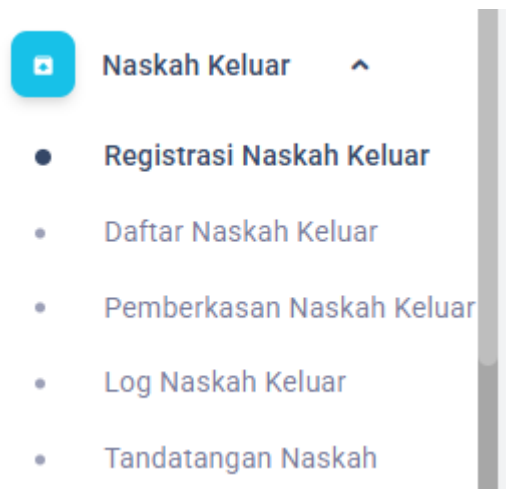 Naskah Keluar
Registrasi Naskah Keluar
Daftar Naskah Keluar
Pemberkasan Naskah Keluar
Log Naskah Keluar
Tandatangan Naskah